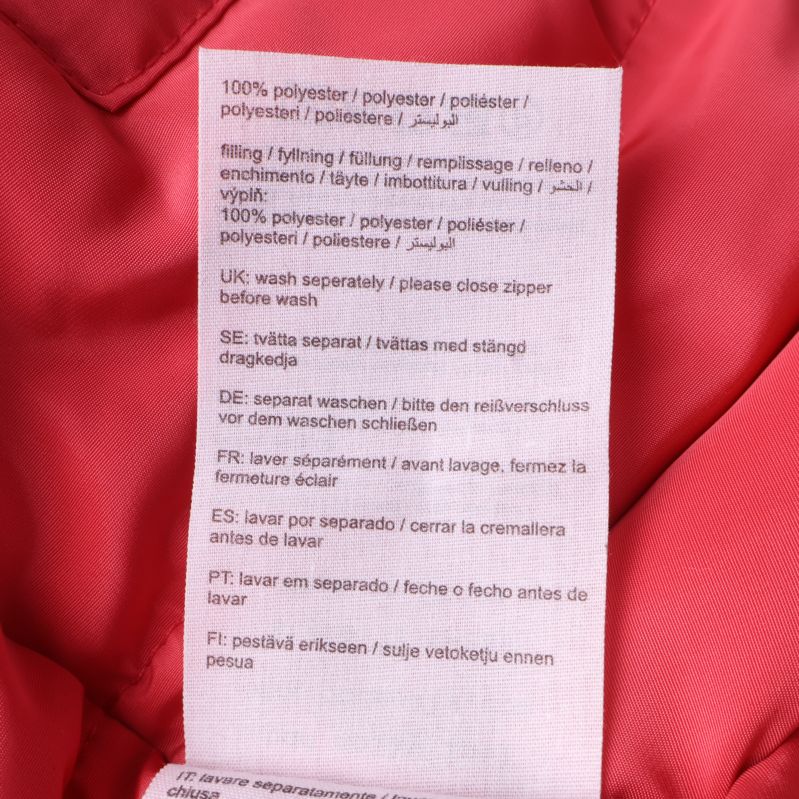 100% polyester / polyester / poliéster /
polyesteri / poliestere / البوليستر
filling / fyllning / füllung / remplissage / relleno /
enchimento / täyte / imbottitura / vulling / الحشو /
výplň:
100% polyester / polyester / poliéster /
polyesteri / poliestere / البوليستر
UK: wash seperately / please close zipper
before wash
SE: tvätta separat / tvättas med stängd
dragkedja
DE: separat waschen / bitte den reißverschluss
vor dem waschen schließen
FR: laver séparément / avant lavage, fermez la
fermeture éclair
ES: lavar por separado / cerrar la cremallera
antes de lavar
PT: lavar em separado / feche o fecho antes de
lavar
FI: pestävä erikseen / sulje vetoketju ennen
pesua
IT: lavare separatamente /
chiusa